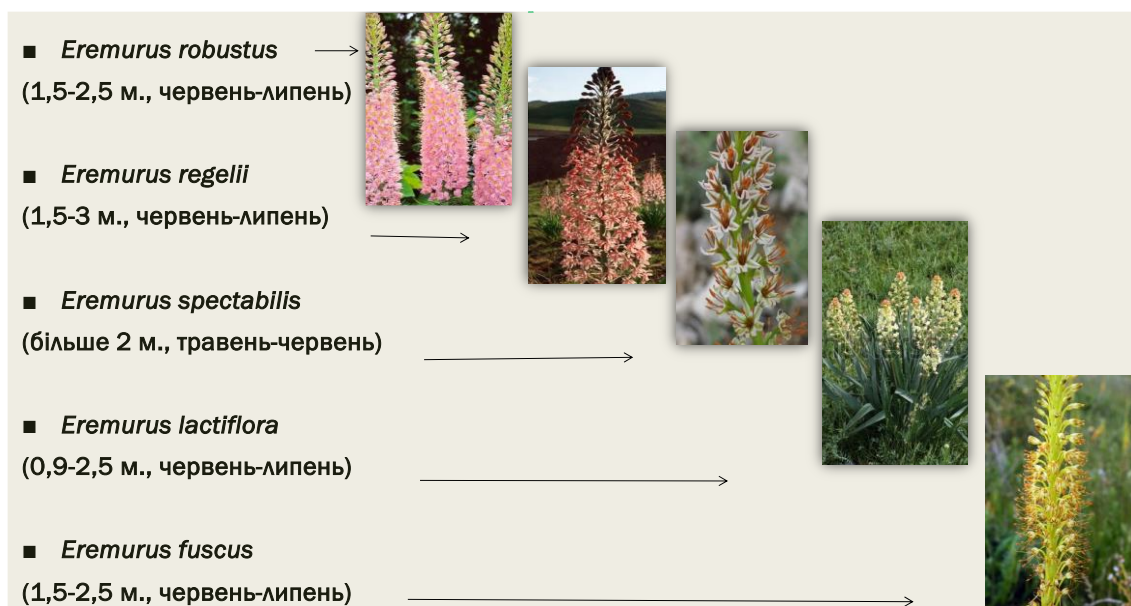 ■ Eremurus robustus
(1,5-2,5 м., червень-липень)
■ Eremurus regelii
(1,5-3 м., червень-липень)
■ Eremurus spectabilis
(більше 2 м., травень-червень)
■ Eremurus lactiflora
(0,9-2,5 м., червень-липень)
■ Eremurus fuscus
(1,5-2,5 м., червень-липень)